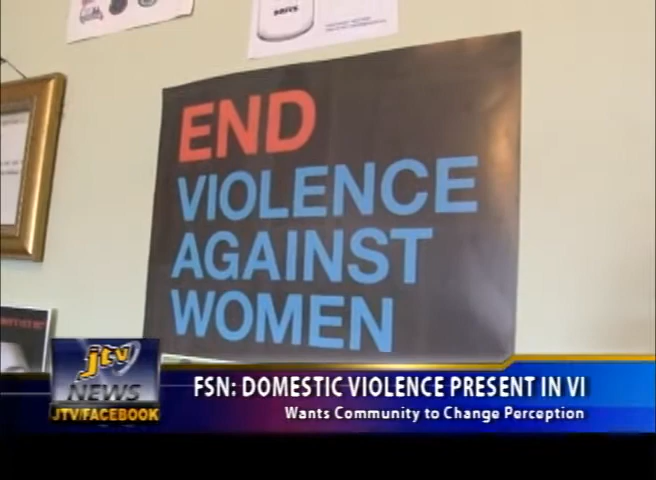 END
VIOLENCE
AGAINST
WOMEN
jtv
NEWS
JTV/FACEBOOK
FSN: DOMESTIC VIOLENCE PRESENT IN VI
Wants Community to Change Perception